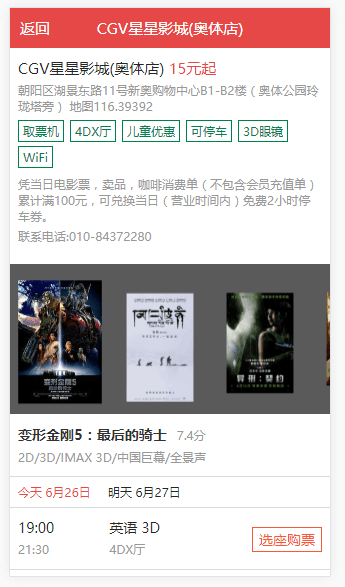 返回 CGV星星影城(奥体店)
CGV星星影城(奥体店) 15元起
朝阳区湖景东路11号新奥购物中心B1-B2楼（奥体公园玲
珑塔旁） 地图116.39392
取票机 4DX厅 儿童优惠 可停车 3D眼镜
WiFi
凭当日电影票，卖品，咖啡消费单（不包含会员充值单）
累计满100元，可兑换当日（营业时间内）免费2小时停
车券。
联系电话:010-84372280
变形金刚5
阿三彼界
异形：契约
变形金刚5：最后的骑士 7.4分
2D/3D/IMAX 3D/中国巨幕/全景声
今天 6月26日 明天 6月27日
19:00 英语 3D
选座购票
21:30 4DX厅